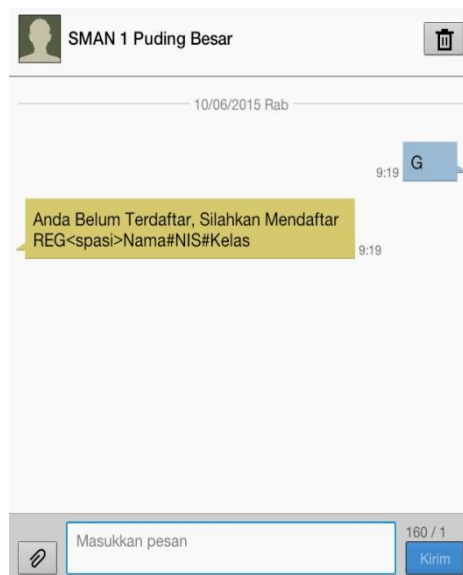 SMAN 1 Puding Besar
10/06/2015 Rab
G
9:19
Anda Belum Terdaftar, Silahkan Mendaftar
REG<spasi>Nama#NIS#Kelas
9:19
Masukkan pesan
160 / 1
Kirim